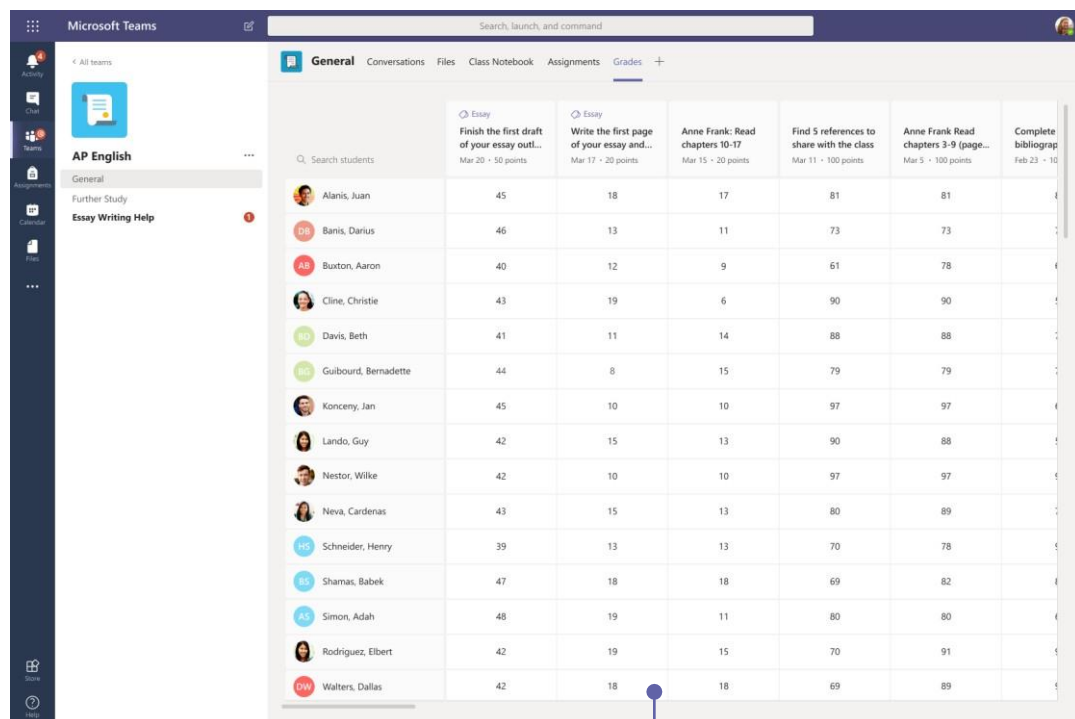 Microsoft Teams
Search, launch, and command
4
Activity
Chat
Teams
Assignments
Calendar
Files
Store
Help
< All teams
AP English
General
Further Study
Essay Writing Help 1
General Conversations Files Class Notebook Assignments Grades +
Search students
Essay
Finish the first draft
of your essay outl...
Mar 20 • 50 points
Essay
Write the first page
of your essay and...
Mar 17 • 20 points
Anne Frank: Read
chapters 10-17
Mar 15 • 20 points
Find 5 references to
share with the class
Mar 11 • 100 points
Anne Frank Read
chapters 3-9 (page...
Mar 5 • 100 points
Complete
bibliograp
Feb 23 • 10
Alanis, Juan 45 18 17 81 81
DB Banis, Darius 46 13 11 73 73
AB Buxton, Aaron 40 12 9 61 78
Cline, Christie 43 19 6 90 90
BD Davis, Beth 41 11 14 88 88
BG Guibourd, Bernadette 44 8 15 79 79
Konceny, Jan 45 10 10 97 97
Lando, Guy 42 15 13 90 88
Nestor, Wilke 42 10 10 97 97
Neva, Cardenas 43 15 13 80 89
HS Schneider, Henry 39 13 13 70 78
BS Shamas, Babek 47 18 18 69 82
AS Simon, Adah 48 19 11 80 80
Rodriguez, Elbert 42 19 15 70 91
DW Walters, Dallas 42 18 18 69 89